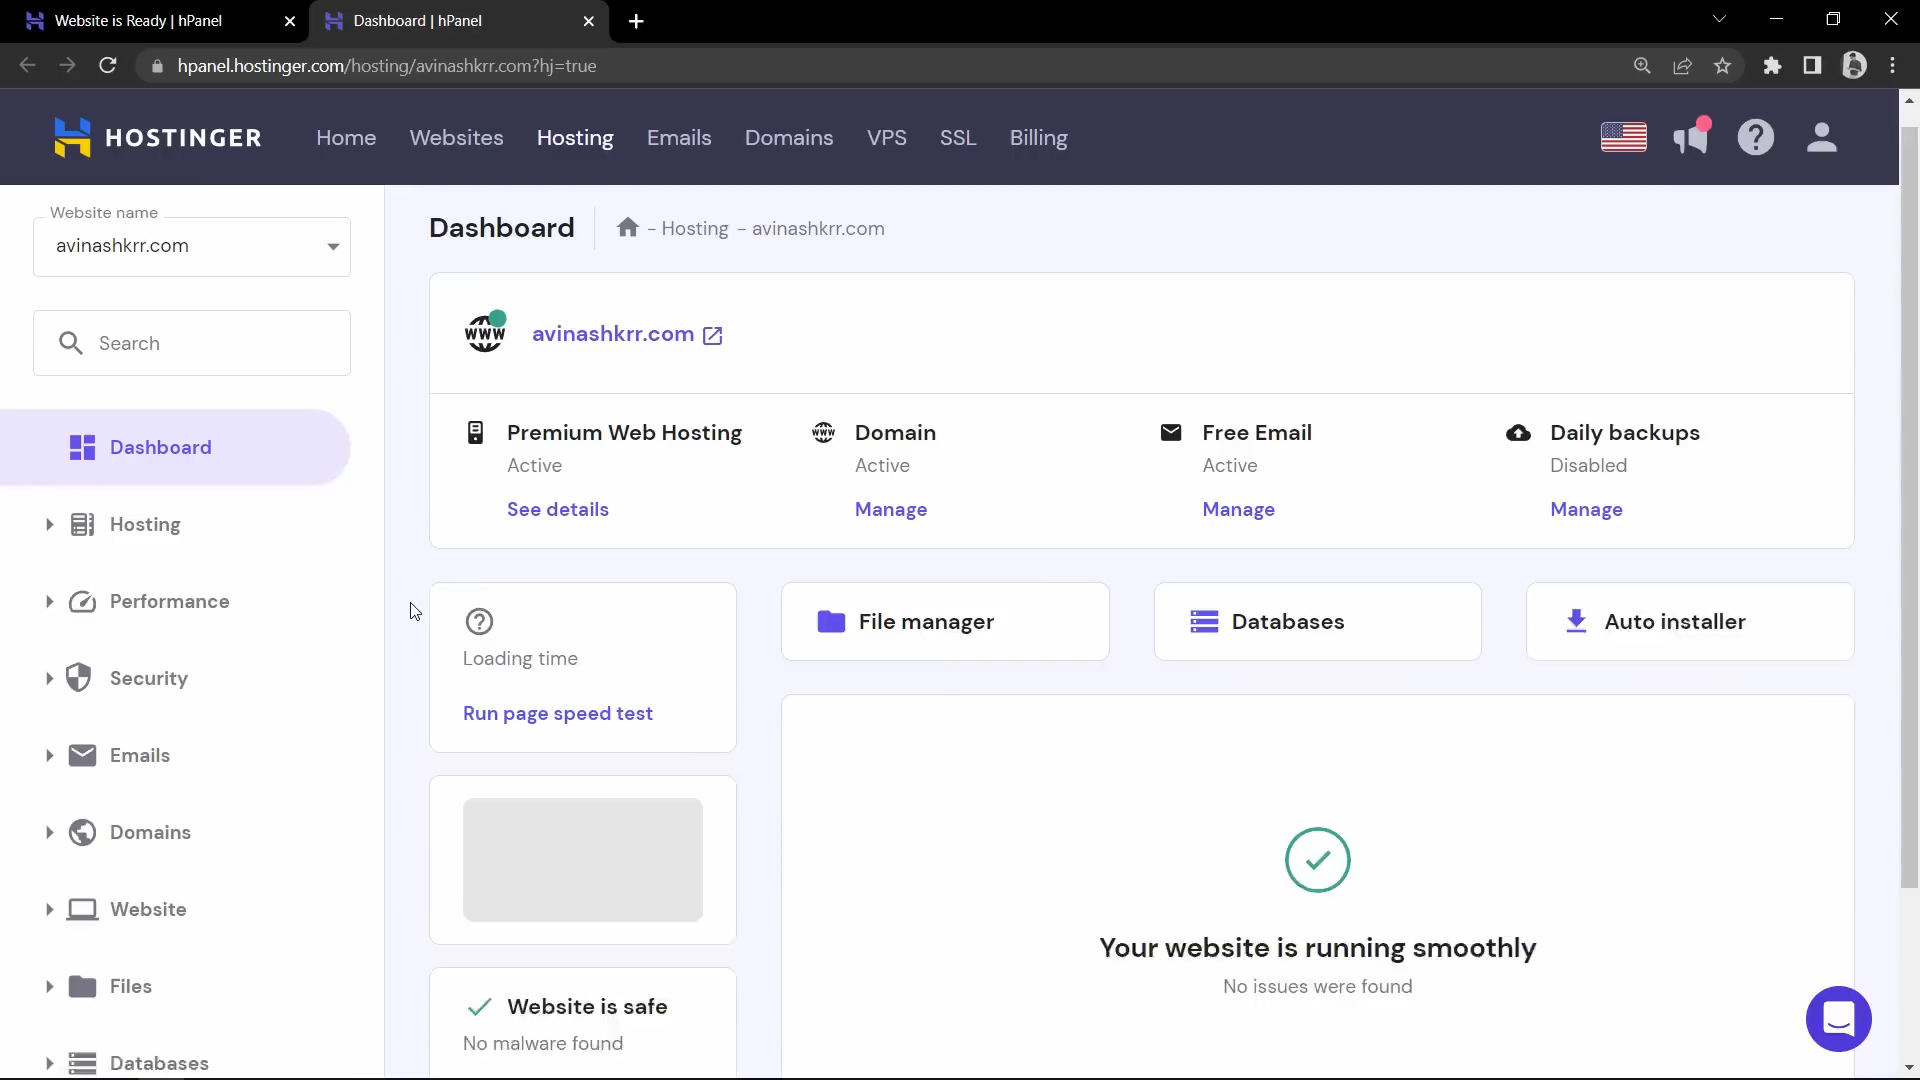 Website is Ready | hPanel
Dashboard | hPanel
hpanel.hostinger.com/hosting/avinashkrr.com?hj=true
HOSTINGER
Home Websites Hosting Emails Domains VPS SSL Billing
Website name
avinashkrr.com
Search
Dashboard
Hosting
Performance
Security
Emails
Domains
Website
Files
Databases
Dashboard
- Hosting - avinashkrr.com
www
avinashkrr.com
Premium Web Hosting
Active
See details
www
Domain
Active
Manage
Free Email
Active
Manage
Daily backups
Disabled
Manage
Loading time
Run page speed test
File manager
Databases
Auto installer
Website is safe
No malware found
Your website is running smoothly
No issues were found